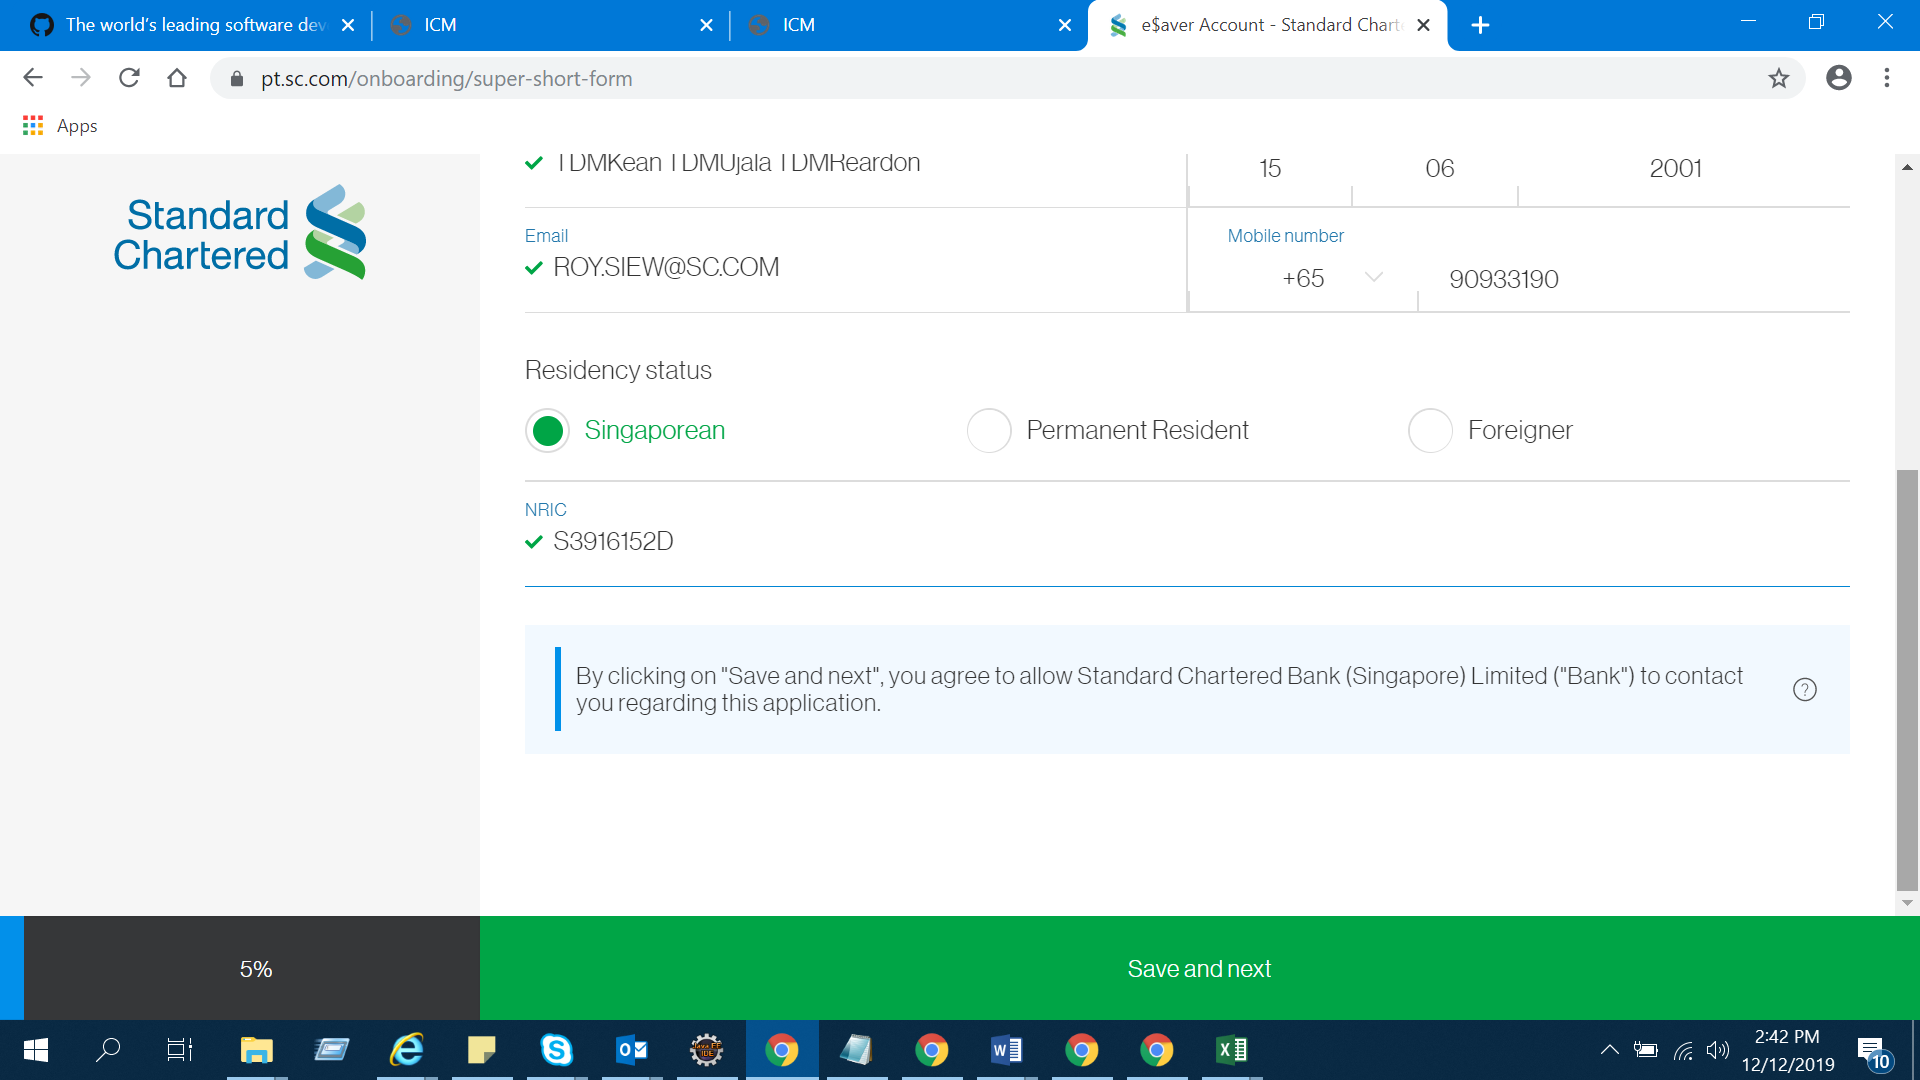 The world's leading software dev
ICM
ICM
e$aver Account - Standard Charte
pt.sc.com/onboarding/super-short-form
Apps
Standard
Chartered
TDMKean TDMUjala TDMReardon
15
06
2001
Email
ROY.SIEW@SC.COM
Mobile number
+65
90933190
Residency status
Singaporean
Permanent Resident
Foreigner
NRIC
S3916152D
By clicking on "Save and next", you agree to allow Standard Chartered Bank (Singapore) Limited ("Bank") to contact
you regarding this application.
?
5%
Save and next
2:42 PM
12/12/2019
10